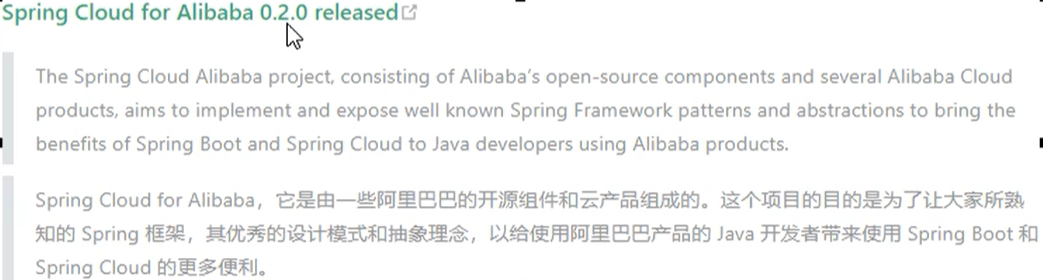 Spring Cloud for Alibaba 0.2.0 released
The Spring Cloud Alibaba project, consisting of Alibaba's open-source components and several Alibaba Cloud
products, aims to implement and expose well known Spring Framework patterns and abstractions to bring the
benefits of Spring Boot and Spring Cloud to Java developers using Alibaba products.
Spring Cloud for Alibaba，它是由一些阿里巴巴的开源组件和云产品组成的。这个项目的目的是为了让大家所熟
知的 Spring 框架，其优秀的设计模式和抽象理念，以给使用阿里巴巴产品的 Java 开发者带来使用 Spring Boot 和
Spring Cloud 的更多便利。